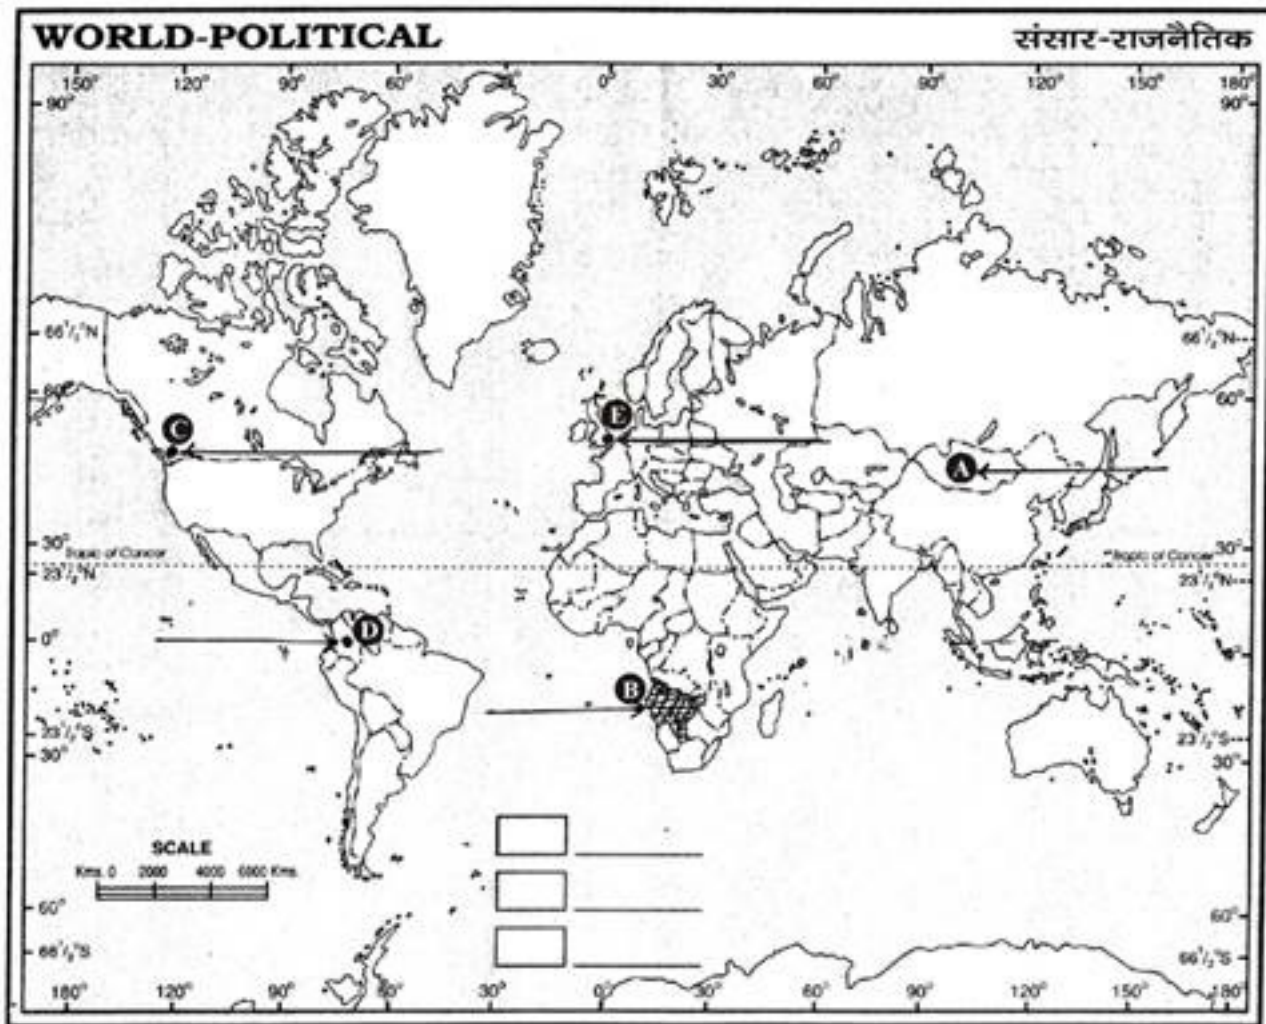 WORLD-POLITICAL संसार-राजनैतिक
150° 120° 90° 60° 30° 0° 30° 60° 90° 120° 150° 180°
90° 90°
66½°N 66½°N
60° 60°
C E A
30° Tropic of Cancer Tropic of Cancer 30°
23½°N 23½°N
D
0° 0°
B
23½°S 23½°S
30° 30°
SCALE
Kms. 0 2000 4000 6000 Kms.
60° 60°
66½°S 66½°S
180° 150° 120° 90° 60° 30° 0° 30° 60° 90° 120° 150° 180°